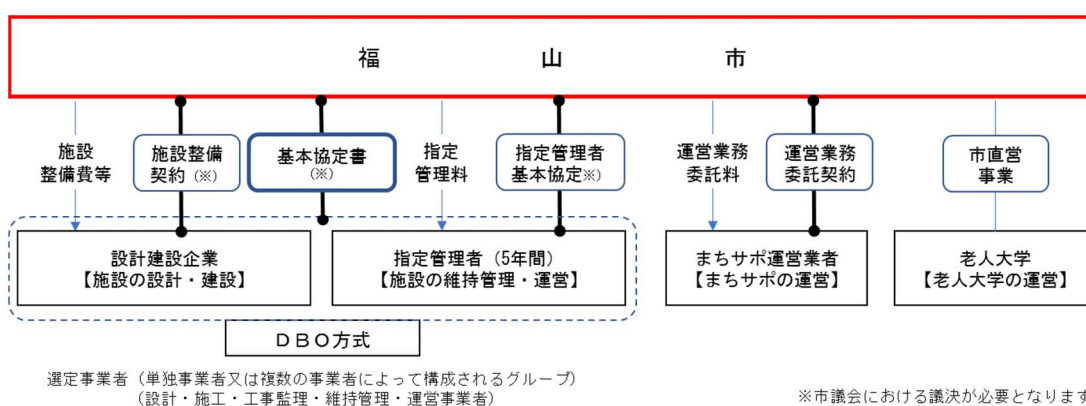 福山市
施設
整備費等
施設整備
契約(※)
基本協定書
(※)
指定
管理料
指定管理者
基本協定※)
運営業務
委託料
運営業務
委託契約
市直営
事業
設計建設企業
【施設の設計・建設】
指定管理者(5年間)
【施設の維持管理・運営】
まちサポ運営業者
【まちサポの運営】
老人大学
【老人大学の運営】
DBO方式
選定事業者(単独事業者又は複数の事業者によって構成されるグループ)
(設計・施工・工事監理・維持管理・運営事業者)
※市議会における議決が必要となります